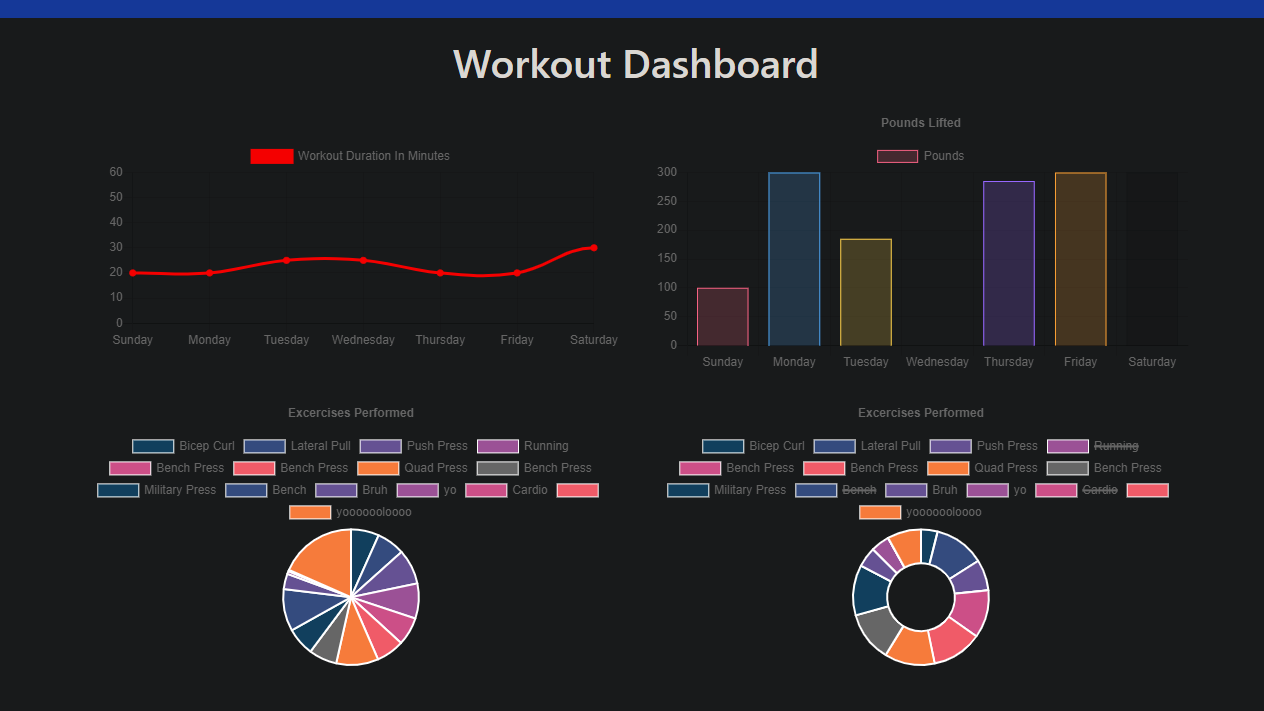 Workout Dashboard
Workout Duration In Minutes
60
50
40
30
20
10
0
Sunday Monday Tuesday Wednesday Thursday Friday Saturday
Pounds Lifted
Pounds
300
250
200
150
100
50
0
Sunday Monday Tuesday Wednesday Thursday Friday Saturday
Excercises Performed
Bicep Curl Lateral Pull Push Press Running
Bench Press Bench Press Quad Press Bench Press
Military Press Bench Bruh yo Cardio
yooooooloooo
Excercises Performed
Bicep Curl Lateral Pull Push Press Running
Bench Press Bench Press Quad Press Bench Press
Military Press Bench Bruh yo Cardio
yooooooloooo